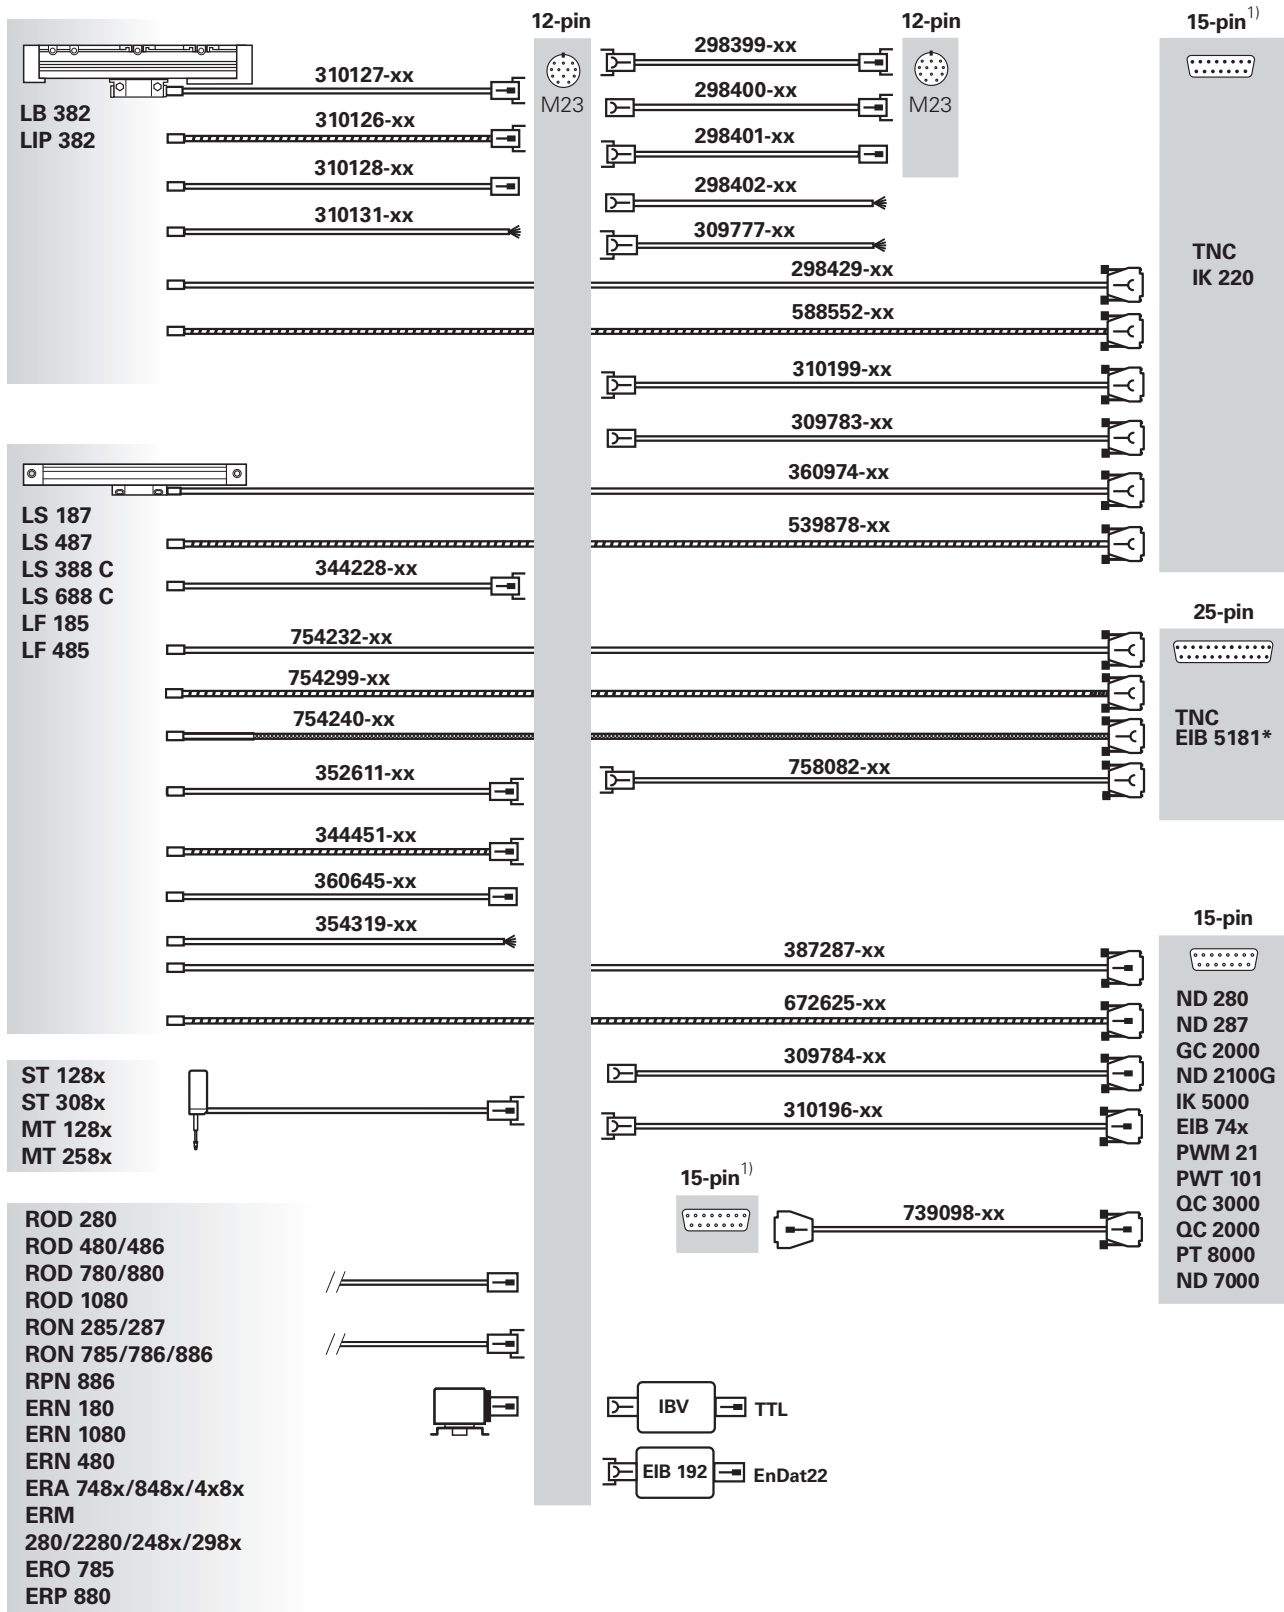 12-pin
12-pin
15-pin1)
M23
M23
LB 382
LIP 382
310127-xx
310126-xx
310128-xx
310131-xx
298399-xx
298400-xx
298401-xx
298402-xx
309777-xx
298429-xx
588552-xx
310199-xx
309783-xx
TNC
IK 220
LS 187
LS 487
LS 388 C
LS 688 C
LF 185
LF 485
360974-xx
539878-xx
344228-xx
754232-xx
754299-xx
754240-xx
352611-xx
758082-xx
25-pin
TNC
EIB 5181*
344451-xx
360645-xx
354319-xx
387287-xx
672625-xx
309784-xx
310196-xx
15-pin
ND 280
ND 287
GC 2000
ND 2100G
IK 5000
EIB 74x
PWM 21
PWT 101
QC 3000
QC 2000
PT 8000
ND 7000
ST 128x
ST 308x
MT 128x
MT 258x
15-pin1)
739098-xx
ROD 280
ROD 480/486
ROD 780/880
ROD 1080
RON 285/287
RON 785/786/886
RPN 886
ERN 180
ERN 1080
ERN 480
ERA 748x/848x/4x8x
ERM
280/2280/248x/298x
ERO 785
ERP 880
IBV
TTL
EIB 192
EnDat22